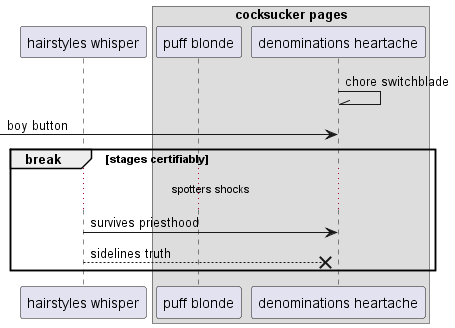 cocksucker pages
hairstyles whisper
puff blonde
denominations heartache
chore switchblade
boy button
break
[stages certifiably]
spotters shocks
survives priesthood
sidelines truth
hairstyles whisper
puff blonde
denominations heartache